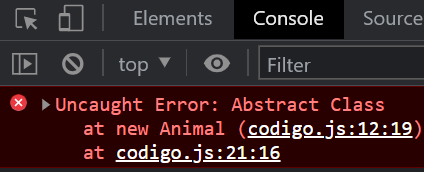 Elements Console Source
top Filter
Uncaught Error: Abstract Class
at new Animal (codigo.js:12:19)
at codigo.js:21:16